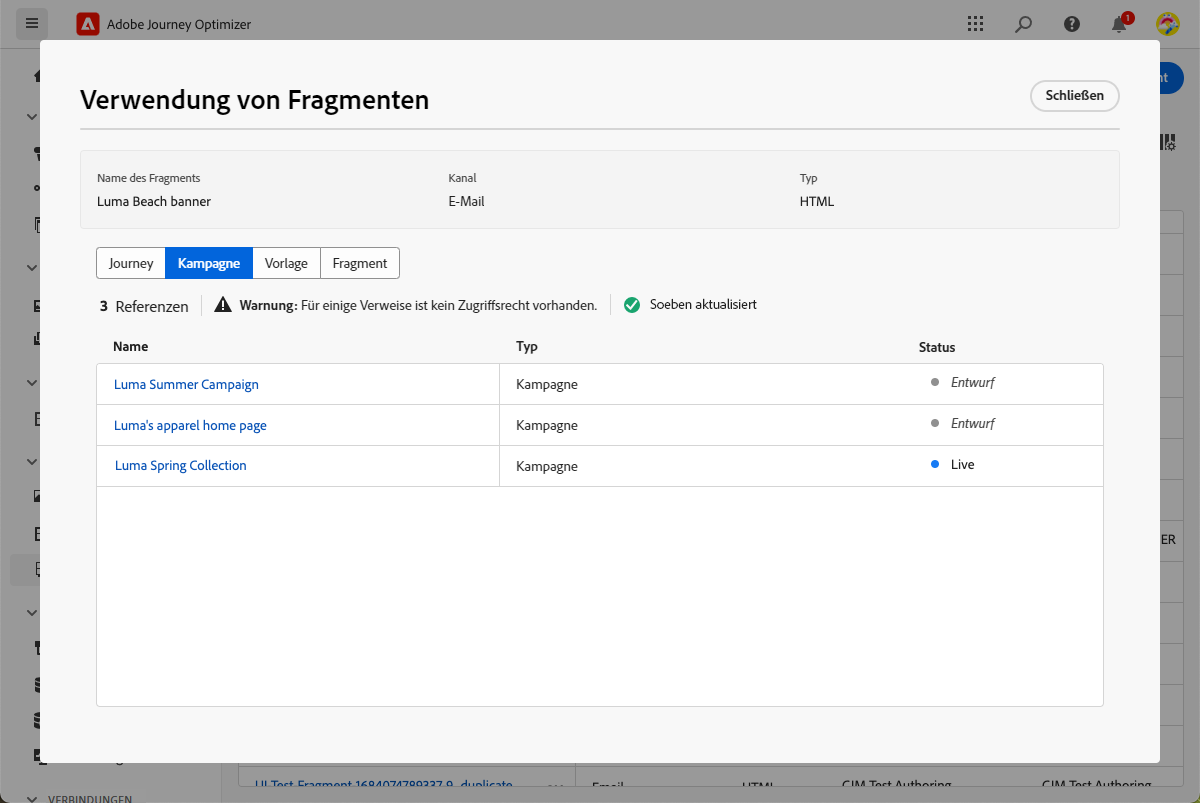 Adobe Journey Optimizer
1
Verwendung von Fragmenten
Schließen
Name des Fragments
Kanal
Typ
Luma Beach banner
E-Mail
HTML
Journey
Kampagne
Vorlage
Fragment
3 Referenzen
Warnung: Für einige Verweise ist kein Zugriffsrecht vorhanden.
Soeben aktualisiert
Name
Typ
Status
Luma Summer Campaign
Kampagne
Entwurf
Luma's apparel home page
Kampagne
Entwurf
Luma Spring Collection
Kampagne
Live
ER
UI Test Fragment 1684074789337-9_duplicate
Email
HTML
CJM Test Authoring
CJM Test Authoring
VERBINDUNGEN